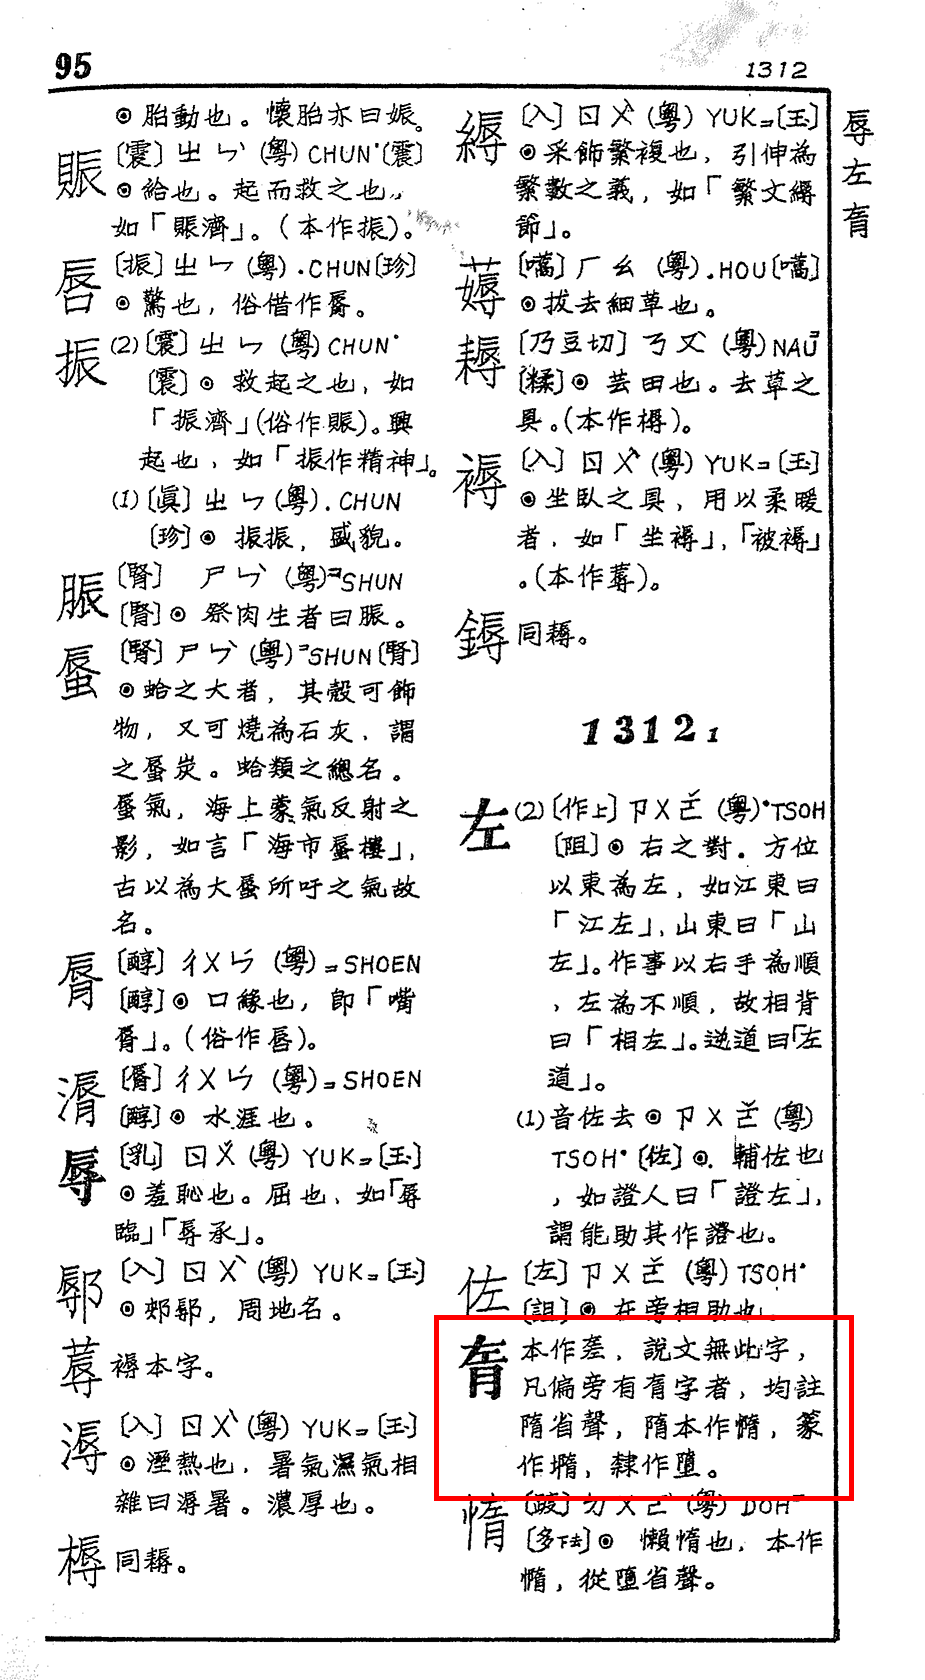 95
1312
⦿胎動也。懷胎亦曰娠。
賑〔震〕ㄓㄣˋ(粵)CHUN˙〔震〕
⦿給也。起而救之也,
如「賑濟」。(本作振)。
唇〔振〕ㄓㄣ(粵).CHUN〔珍〕
⦿驚也,俗借作脣。
振(2)〔震〕ㄓㄣ(粵)CHUN˙
〔震〕⦿救起之也,如
「振濟」(俗作賑)。興
起也,如「振作精神」。
(1)〔眞〕ㄓㄣ(粵).CHUN
〔珍〕⦿振振,盛貌。
脤〔腎〕ㄕㄣˋ(粵)SHUN
〔腎〕⦿祭肉生者曰脤。
蜃〔腎〕ㄕㄣˋ(粵)SHUN〔腎〕
⦿蛤之大者,其殼可飾
物,又可燒為石灰,謂
之蜃炭。蛤類之總名。
蜃氣,海上蒙氣反射之
影,如言「海市蜃樓」,
古以為大蜃所吁之氣故
名。
脣〔醇〕ㄔㄨㄣˊ(粵)₌SHOEN
〔醇〕⦿口緣也,即「嘴
脣」。(俗作唇)。
漘〔脣〕ㄔㄨㄣˊ(粵)₌SHOEN
〔醇〕⦿水涯也。
辱〔乳〕ㄖㄨˇ(粵)YUK₌〔玉〕
⦿羞恥也。屈也,如「辱
臨」「辱承」。
鄏〔入〕ㄖㄨˋ(粵)YUK₌〔玉〕
⦿郟鄏,周地名。
蓐 褥本字。
溽〔入〕ㄖㄨˋ(粵)YUK₌〔玉〕
⦿溼熱也,暑氣濕氣相
雜曰溽暑。濃厚也。
槈 同耨。
縟〔入〕ㄖㄨˋ(粵)YUK₌〔玉〕
⦿采飾繁複也,引伸為
繁數之義,如「繁文縟
節」。
薅〔嚆〕ㄏㄠ(粵).HOU〔嚆〕
⦿拔去細草也。
耨〔乃豆切〕ㄋㄡˋ(粵)NAU
〔糅〕⦿芸田也。去草之
具。(本作槈)。
褥〔入〕ㄖㄨˋ(粵)YUK₌〔玉〕
⦿坐臥之具,用以柔暖
者,如「坐褥」,「被褥」
。(本作蓐)。
鎒 同耨。
1312₁
左(2)〔作上〕ㄗㄨㄛˇ(粵)˙TSOH
〔阻〕⦿右之對。方位
以東為左,如江東曰
「江左」,山東曰「山
左」。作事以右手為順
,左為不順,故相背
曰「相左」。逆道曰「左
道」。
(1)音佐去⦿ㄗㄨㄛˇ(粵)
TSOH˙〔佐〕⦿.輔佐也
,如證人曰「證左」,
謂能助其作證也。
佐〔左〕ㄗㄨㄛˇ(粵)TSOH˙
〔詛〕⦿在旁相助也。
㐆本作差,說文無此字,
凡偏旁有㐆字者,均註
隋省聲,隋本作惰,篆
作墮,隸作墮。
惰〔踱〕ㄉㄨㄛˋ(粵)DOH
〔多下去〕⦿懶惰也,本作
憜,從墮省聲。
辱左